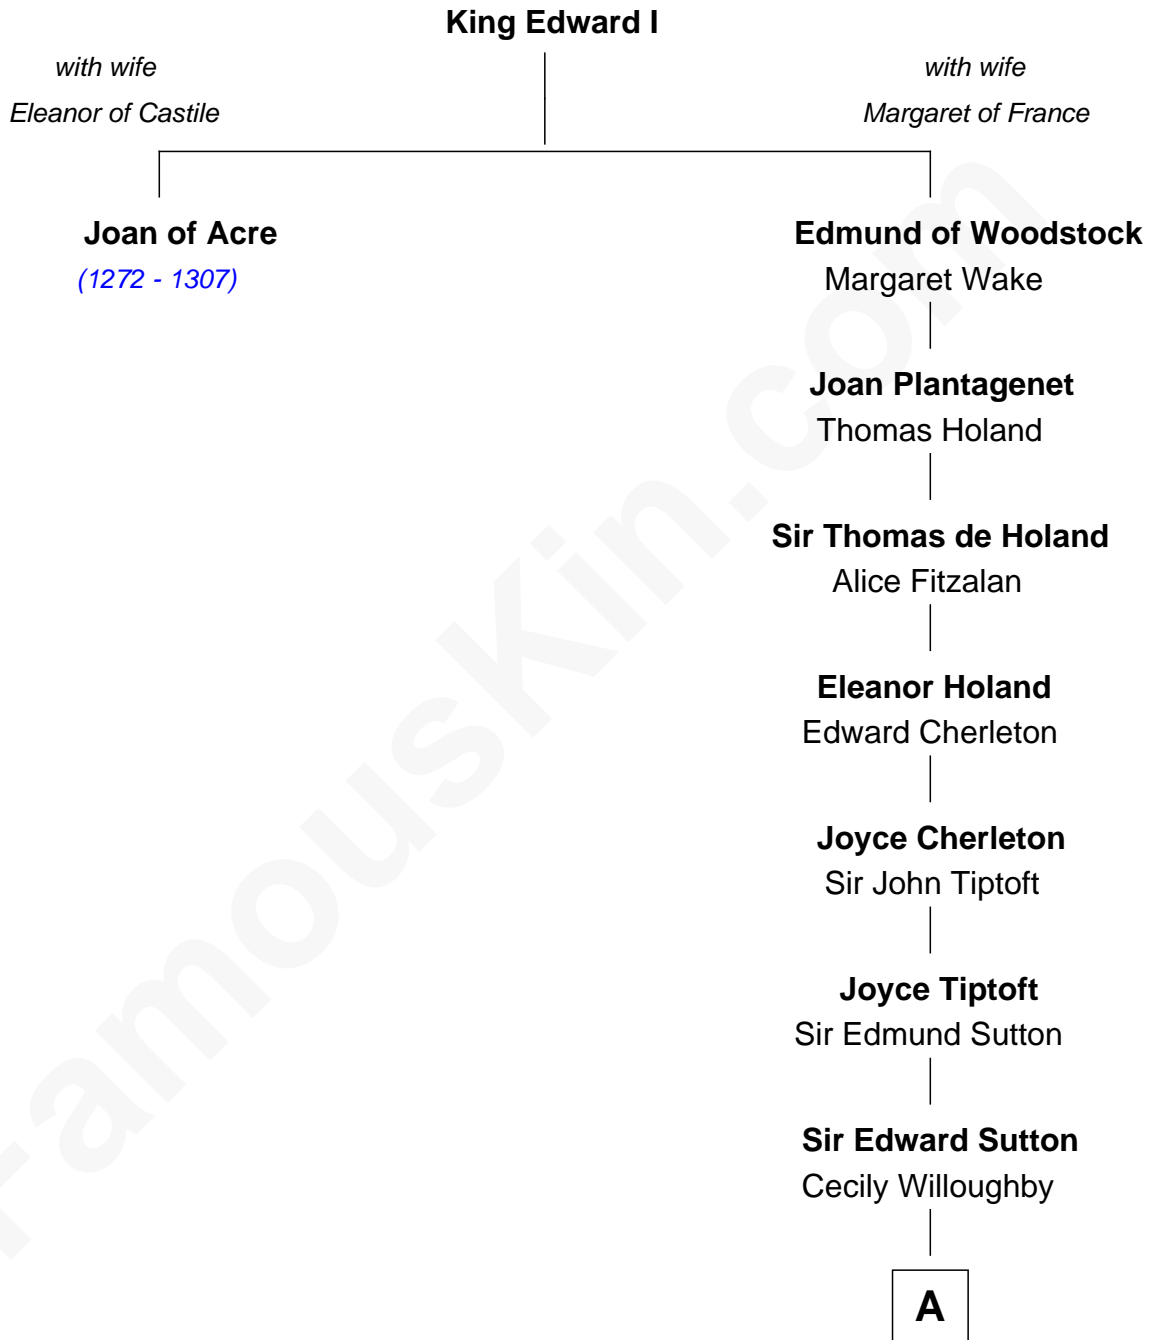 King Edward I
with wife
Eleanor of Castile
with wife
Margaret of France
Joan of Acre
(1272 - 1307)
Edmund of Woodstock
Margaret Wake
Joan Plantagenet
Thomas Holand
Sir Thomas de Holand
Alice Fitzalan
Eleanor Holand
Edward Cherleton
Joyce Cherleton
Sir John Tiptoft
Joyce Tiptoft
Sir Edmund Sutton
Sir Edward Sutton
Cecily Willoughby
A
FamousKin.com